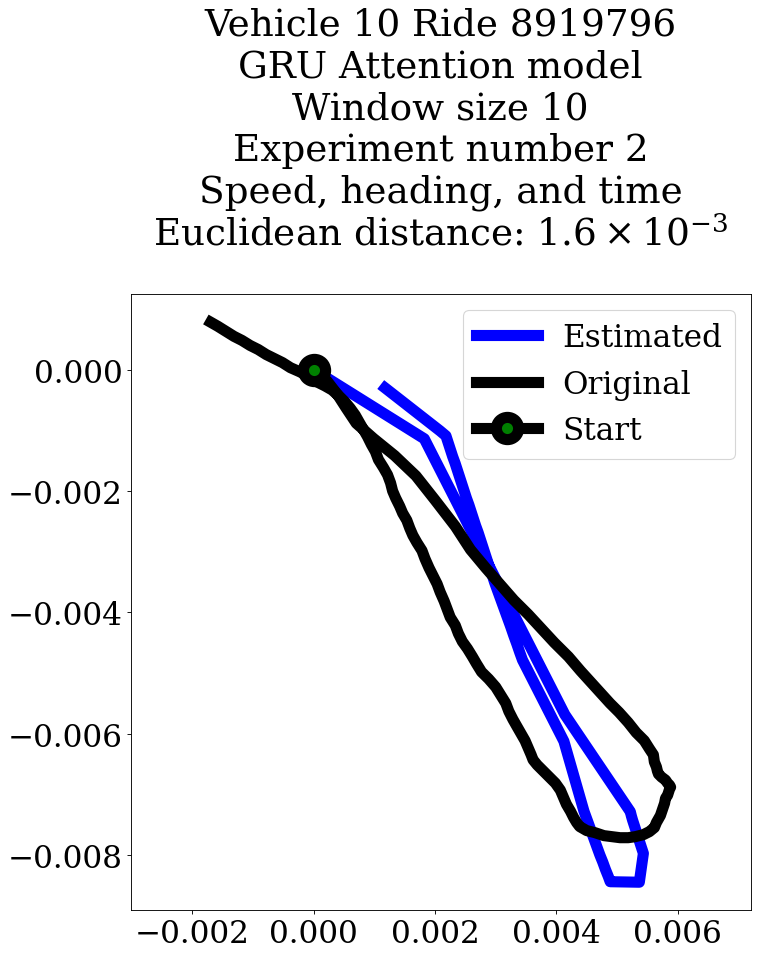 Vehicle 10 Ride 8919796
GRU Attention model
Window size 10
Experiment number 2
Speed, heading, and time
Euclidean distance: 1.6 × 10⁻³
Estimated
Original
Start
0.000
−0.002
−0.004
−0.006
−0.008
−0.002 0.000 0.002 0.004 0.006